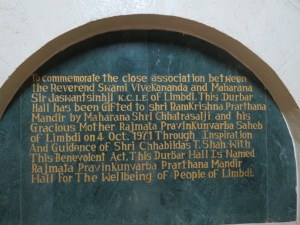 To commemorate the close association between
the Reverend Swami Vivekananda and Maharana
Sir Jaswantsinhji K.C.I.E of Limbdi. This Durbar
Hall has been Gifted to shri Ramkrishna Prarthana
Mandir by Maharana Shri Chhatrasalji and his
Gracious Mother Rajmata Pravinkunvarba Saheb
of Limbdi on 4 Oct. 1971 Through Inspiration
And Guidance of Shri Chhabildas T. Shah With
This Benevolent Act. This Durbar Hall Is Named
Rajmata Pravinkunvarba Prarthana Mandir
Hall For The Wellbeing of People of Limbdi.